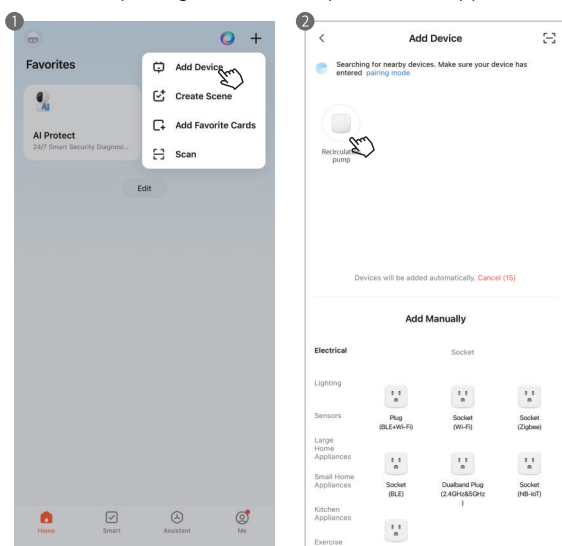 1
Favorites
Add Device
Create Scene
Add Favorite Cards
Scan
AI
AI Protect
24/7 Smart Security Diagnosi...
Edit
Home
Smart
Assistant
Me
2
Add Device
Searching for nearby devices. Make sure your device has
entered pairing mode
pump
Devices will be added automatically. Cancel (15)
Add Manually
Electrical
Socket
Lighting
Sensors
Large
Home
Appliances
Small Home
Appliances
Kitchen
Appliances
Exercise
Plug
(BLE+Wi-Fi)
Socket
(Wi-Fi)
Socket
(Zigbee)
Socket
(BLE)
Dualband Plug
(2.4GHz&5GHz
)
Socket
(NB-IoT)